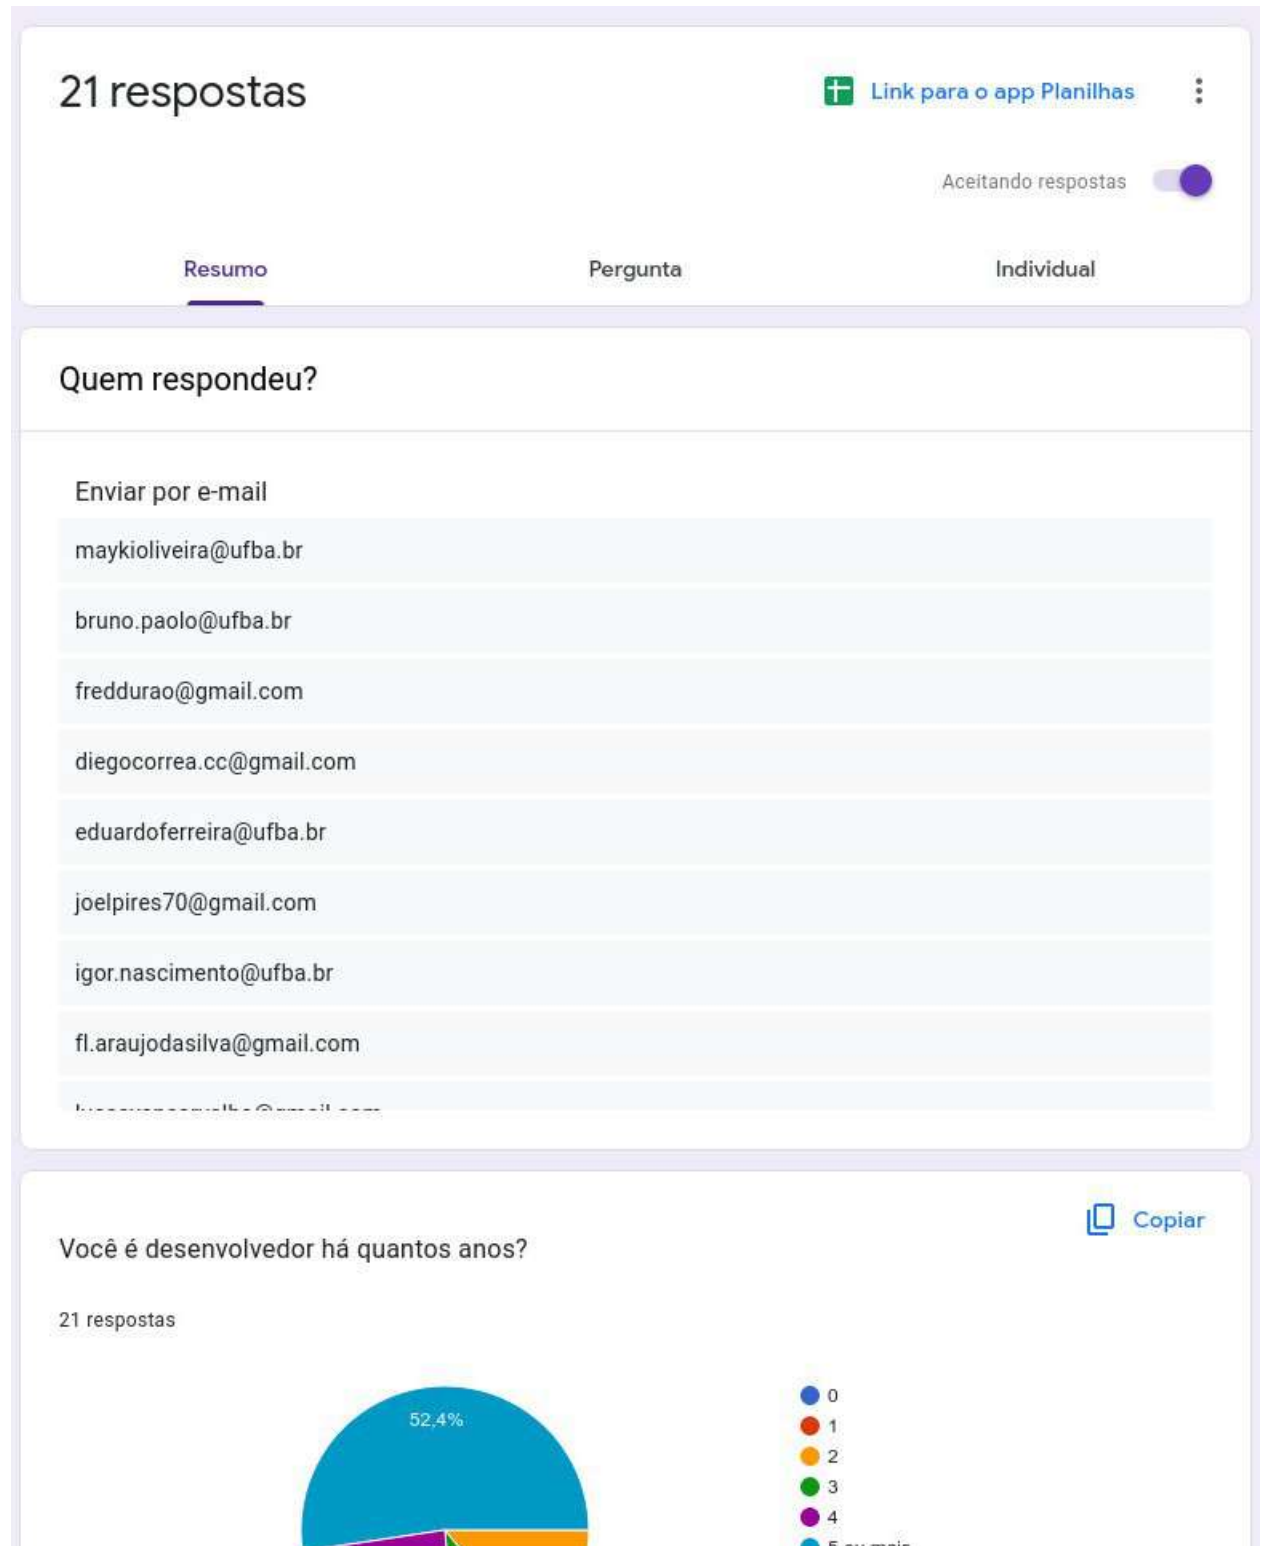 21 respostas
Link para o app Planilhas
Aceitando respostas
Resumo
Pergunta
Individual
Quem respondeu?
Enviar por e-mail
maykioliveira@ufba.br
bruno.paolo@ufba.br
freddurao@gmail.com
diegocorrea.cc@gmail.com
eduardoferreira@ufba.br
joelpires70@gmail.com
igor.nascimento@ufba.br
fl.araujodasilva@gmail.com
Copiar
Você é desenvolvedor há quantos anos?
21 respostas
52,4%
0
1
2
3
4
5 ou mais